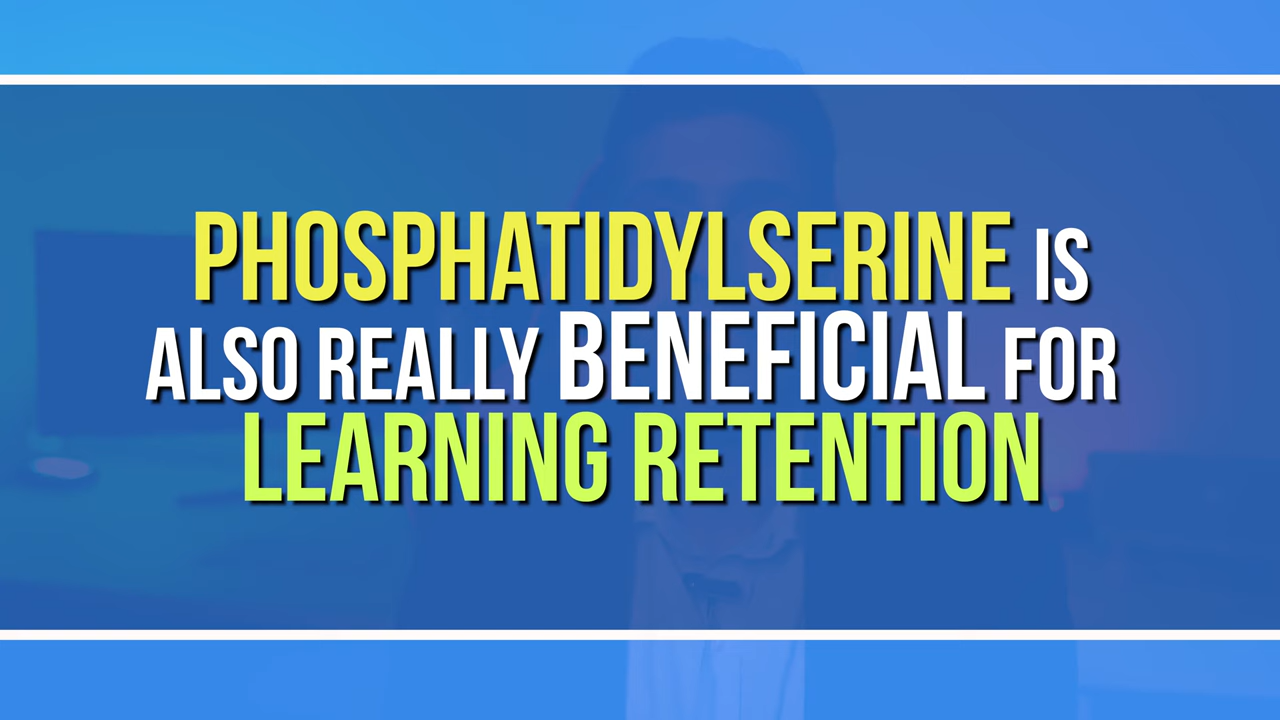 PHOSPHATIDYLSERINE IS
ALSO REALLY BENEFICIAL FOR
LEARNING RETENTION